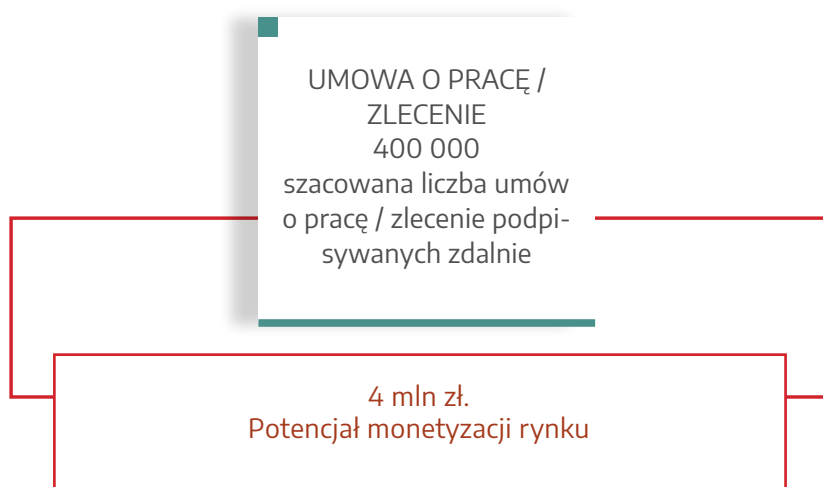 UMOWA O PRACĘ /
ZLECENIE
400 000
szacowana liczba umów
o pracę / zlecenie podpi-
sywanych zdalnie
4 mln zł.
Potencjał monetyzacji rynku